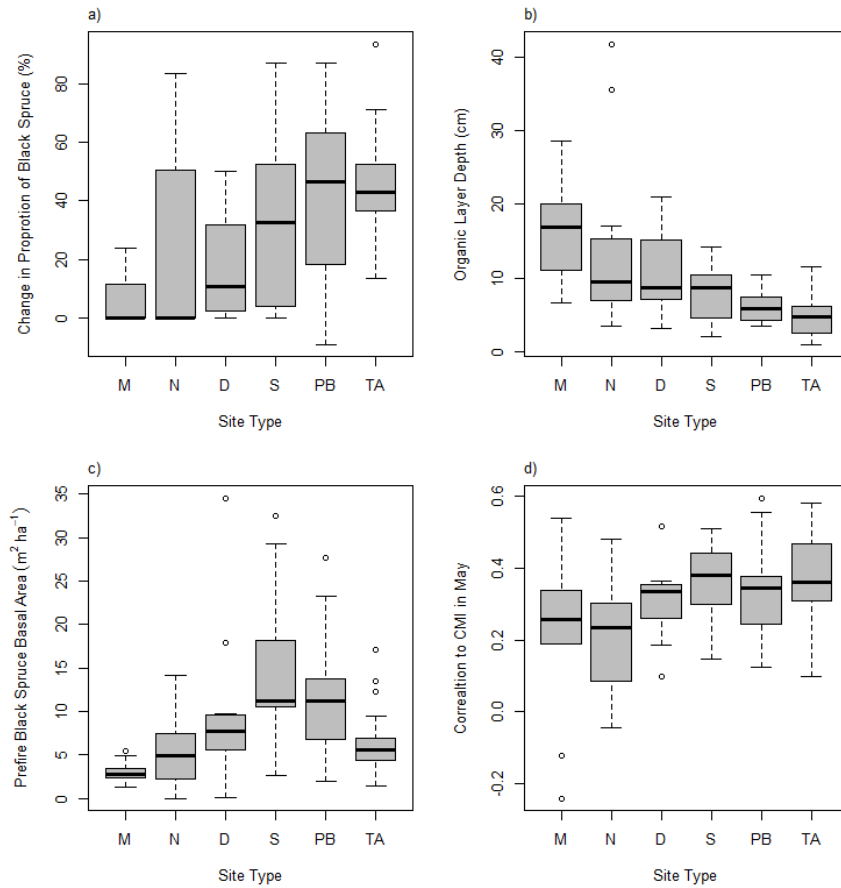 a)
Change in Proprotion of Black Spruce (%)
80
60
40
20
0
M N D S PB TA
Site Type
b)
Organic Layer Depth (cm)
40
30
20
10
0
M N D S PB TA
Site Type
c)
Prefire Black Spruce Basal Area (m² ha⁻¹)
35
30
25
20
15
10
5
0
M N D S PB TA
Site Type
d)
Correaltion to CMI in May
0.6
0.4
0.2
0.0
-0.2
M N D S PB TA
Site Type